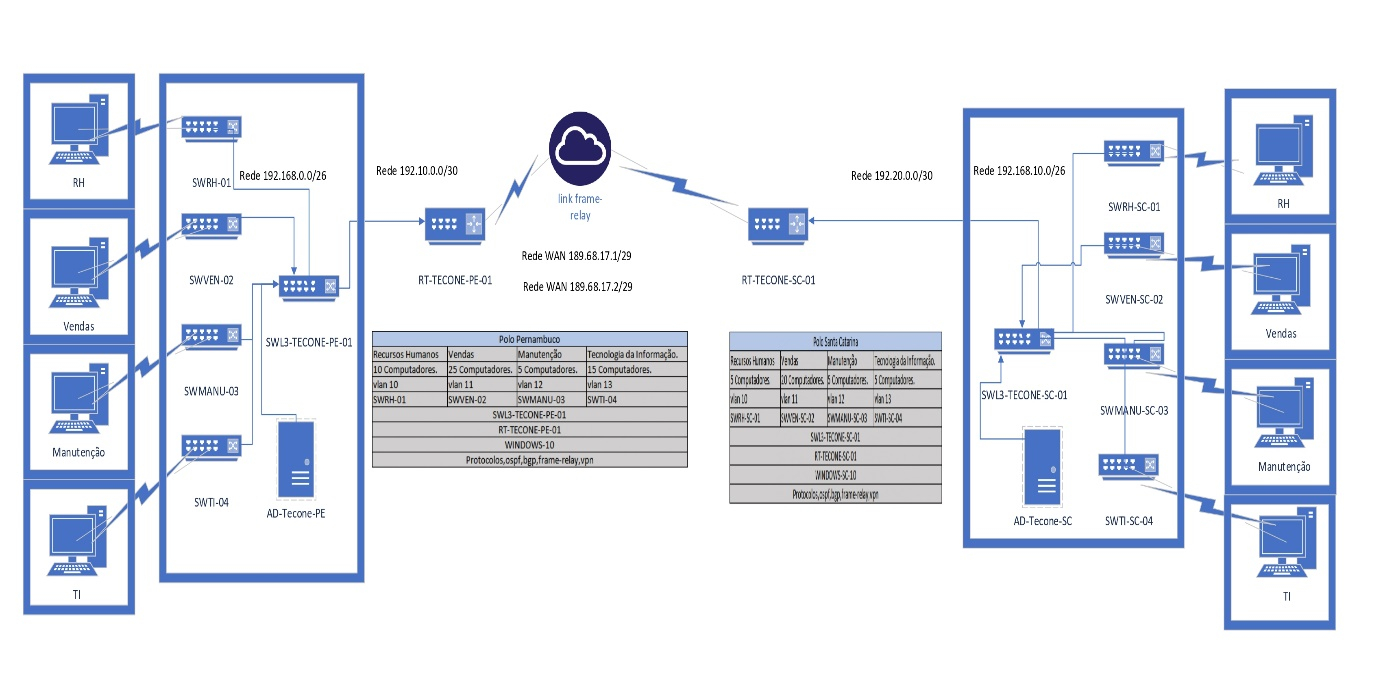 RH
Vendas
Manutenção
TI
SWRH-01
Rede 192.168.0.0/26
SWVEN-02
SWL3-TECONE-PE-01
SWMANU-03
SWTI-04
AD-Tecone-PE
Rede 192.10.0.0/30
RT-TECONE-PE-01
link frame-
relay
Rede WAN 189.68.17.1/29
Rede WAN 189.68.17.2/29
Rede 192.20.0.0/30
RT-TECONE-SC-01
Polo Pernambuco
Recursos Humanos Vendas Manutenção Tecnologia da Informação.
10 Computadores. 25 Computadores. 5 Computadores. 15 Computadores.
vlan 10 vlan 11 vlan 12 vlan 13
SWRH-01 SWVEN-02 SWMANU-03 SWTI-04
SWL3-TECONE-PE-01
RT-TECONE-PE-01
WINDOWS-10
Protocolos,ospf,bgp,frame-relay,vpn
Polo Santa Catarina
Recursos Humanos Vendas Manutenção Tecnologia da Informação.
5 Computadores. 20 Computadores. 5 Computadores. 5 Computadores.
vlan 10 vlan 11 vlan 12 vlan 13
SWRH-SC-01 SWVEN-SC-02 SWMANU-SC-03 SWTI-SC-04
SWL3-TECONE-SC-01
RT-TECONE-SC-01
WINDOWS-SC-10
Protocolos,ospf,bgp,frame-relay,vpn
Rede 192.168.10.0/26
SWRH-SC-01
SWVEN-SC-02
SWL3-TECONE-SC-01
SWMANU-SC-03
AD-Tecone-SC
SWTI-SC-04
RH
Vendas
Manutenção
TI